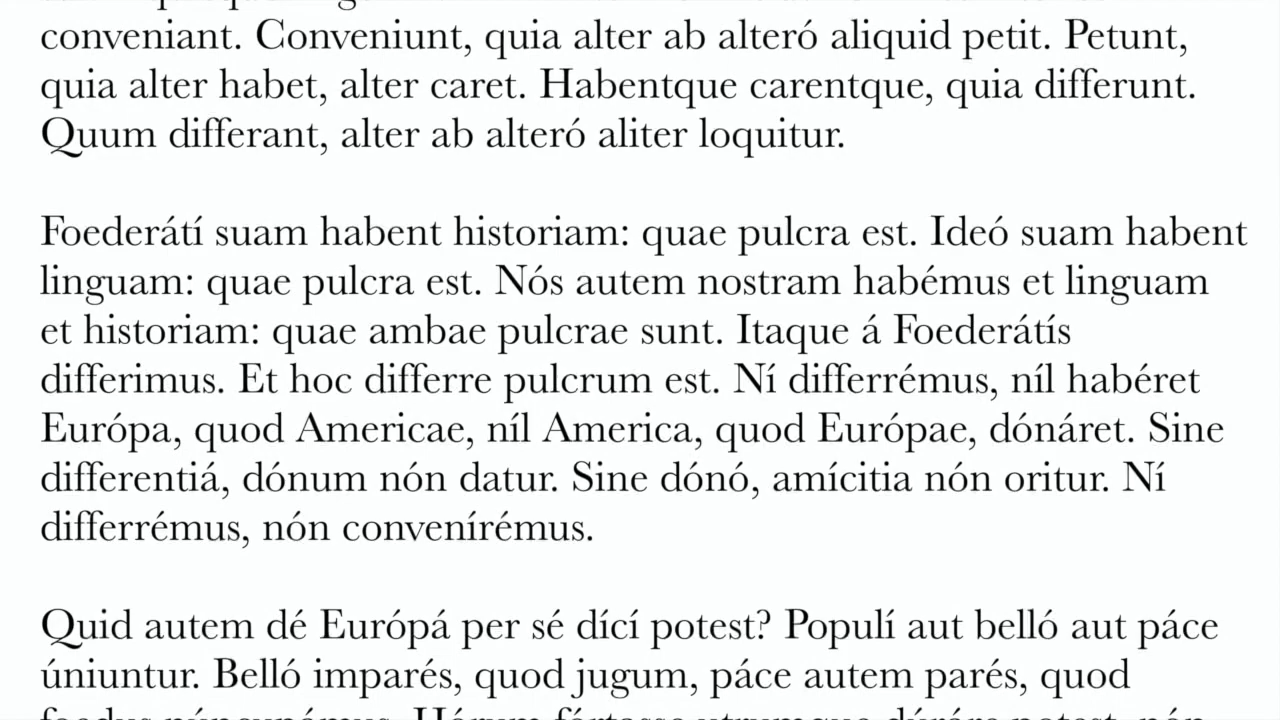 conveniant. Conveniunt, quia alter ab alteró aliquid petit. Petunt,
quia alter habet, alter caret. Habentque carentque, quia differunt.
Quum differant, alter ab alteró aliter loquitur.
Foederátí suam habent historiam: quae pulcra est. Ideó suam habent
linguam: quae pulcra est. Nós autem nostram habémus et linguam
et historiam: quae ambae pulcrae sunt. Itaque á Foederátís
differimus. Et hoc differre pulcrum est. Ní differrémus, níl habéret
Európa, quod Americae, níl America, quod Európae, dónáret. Sine
differentiá, dónum nón datur. Sine dónó, amícitia nón oritur. Ní
differrémus, nón convenírémus.
Quid autem dé Európá per sé dící potest? Populí aut belló aut páce
úniuntur. Belló imparés, quod jugum, páce autem parés, quod